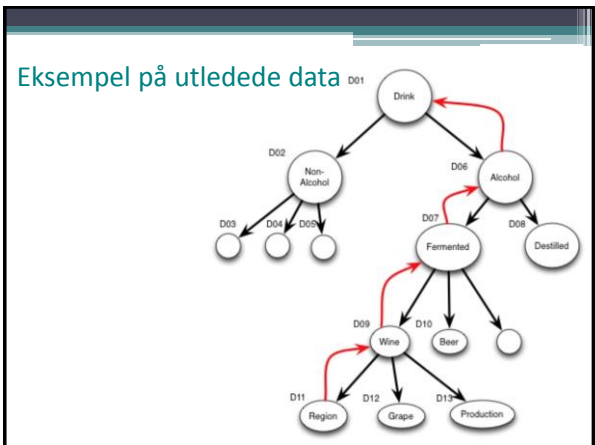 Eksempel på utledede data
D01
Drink
D02
Non-
Alcohol
D06
Alcohol
D03
D04
D05
D07
Fermented
D08
Destilled
D09
Wine
D10
Beer
D11
Region
D12
Grape
D13
Production